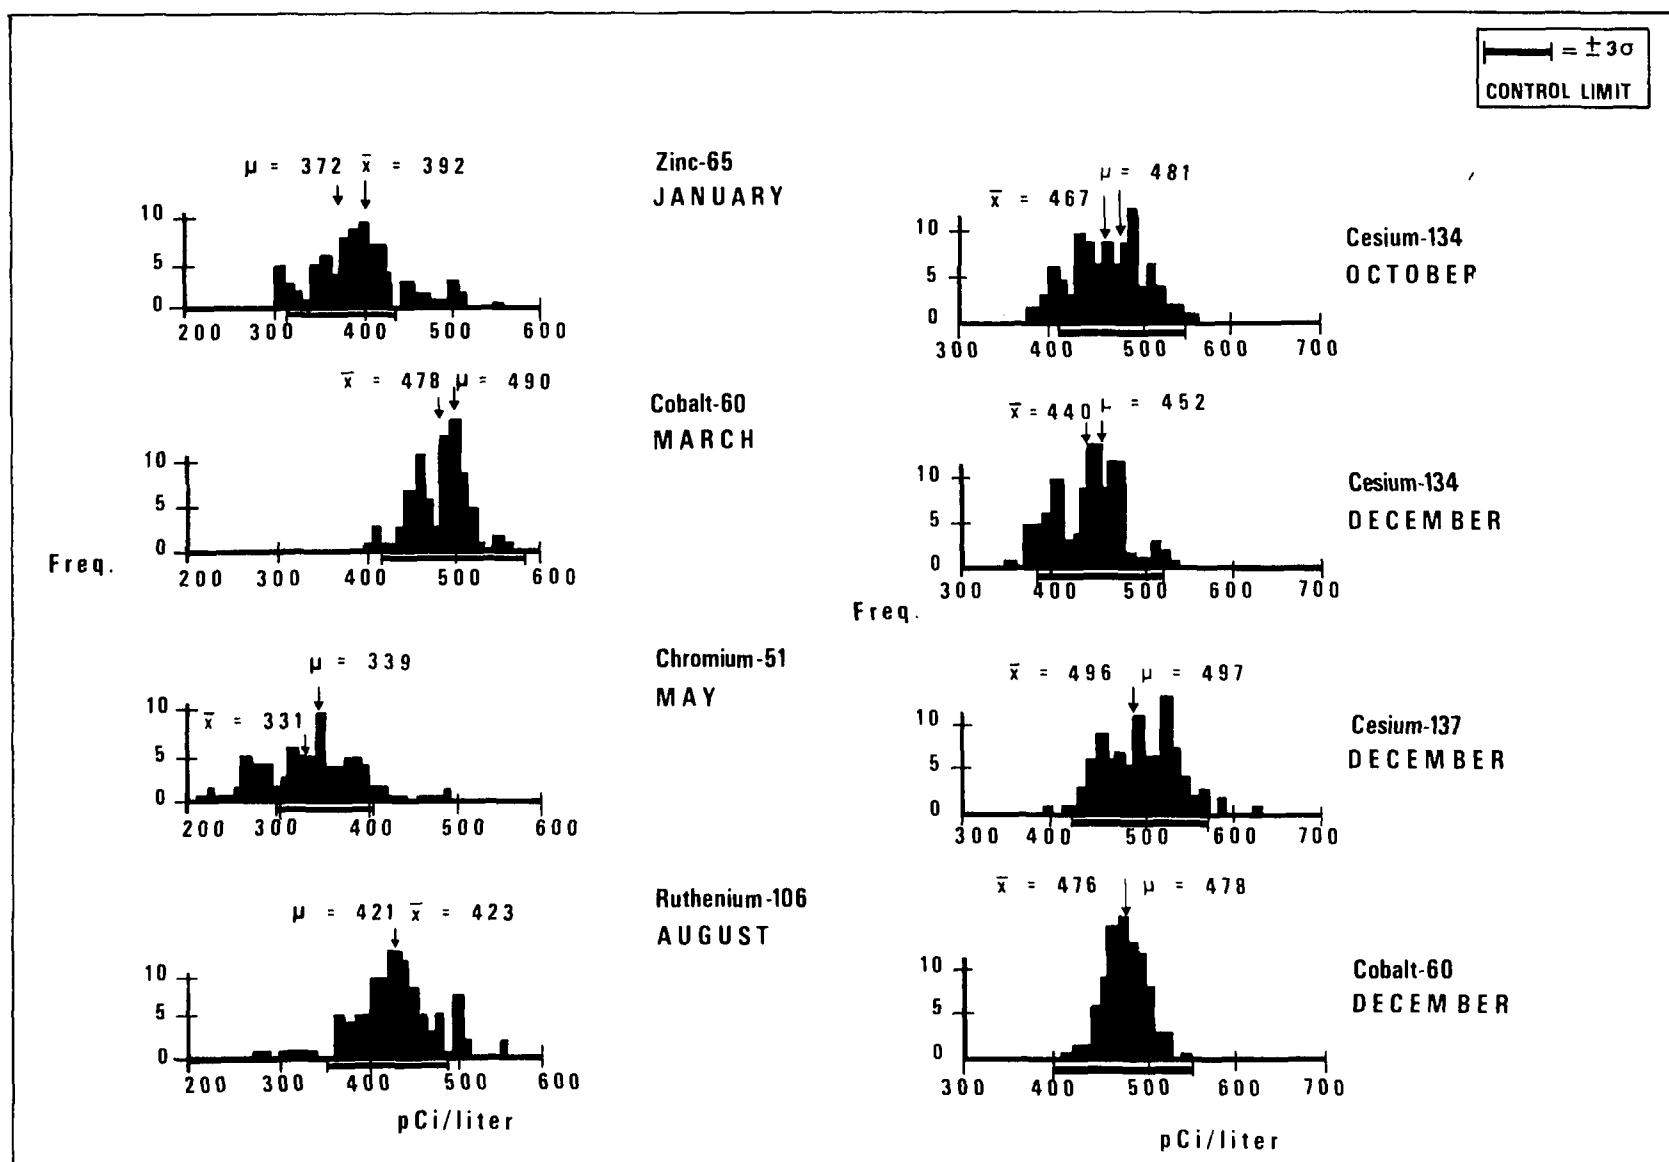 = ± 3σ
CONTROL LIMIT
μ = 372 x̄ = 392
Zinc-65
JANUARY
10
5
0
200 300 400 500 600
x̄ = 478 μ = 490
Cobalt-60
MARCH
10
5
0
200 300 400 500 600
Freq.
μ = 339
Chromium-51
MAY
x̄ = 331
10
5
0
200 300 400 500 600
μ = 421 x̄ = 423
Ruthenium-106
AUGUST
10
5
0
200 300 400 500 600
pCi/liter
μ = 481
x̄ = 467
Cesium-134
OCTOBER
10
5
0
300 400 500 600 700
x̄ = 440 μ = 452
Cesium-134
DECEMBER
10
5
0
300 400 500 600 700
Freq.
x̄ = 496 μ = 497
Cesium-137
DECEMBER
10
5
0
300 400 500 600 700
x̄ = 476 μ = 478
Cobalt-60
DECEMBER
10
5
0
300 400 500 600 700
pCi/liter